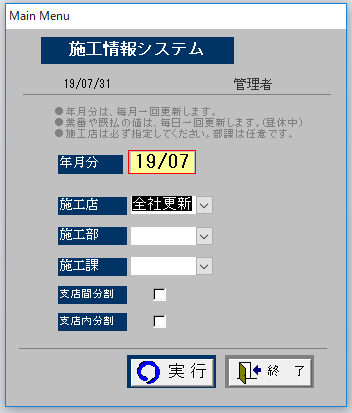 Main Menu
施工情報システム
19/07/31 管理者
●年月分は、毎月一回更新します。
●業番や既払の値は、毎日一回更新します。(昼休中)
●施工店は必ず指定してください。部課は任意です。
年月分 19/07
施工店 全社更新
施工部
施工課
支店間分割
支店内分割
実行 終了